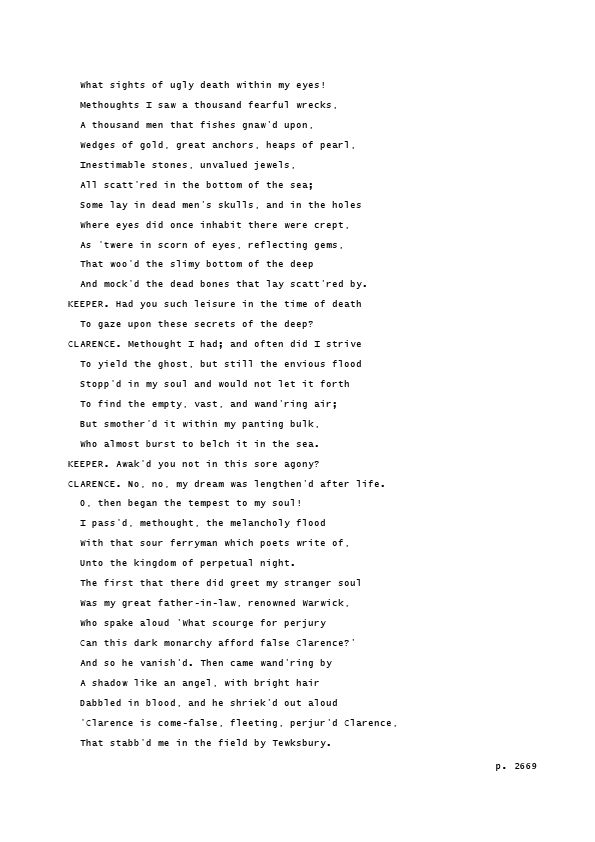 What sights of ugly death within my eyes!
Methoughts I saw a thousand fearful wrecks,
A thousand men that fishes gnaw'd upon,
Wedges of gold, great anchors, heaps of pearl,
Inestimable stones, unvalued jewels,
All scatt'red in the bottom of the sea;
Some lay in dead men's skulls, and in the holes
Where eyes did once inhabit there were crept,
As 'twere in scorn of eyes, reflecting gems,
That woo'd the slimy bottom of the deep
And mock'd the dead bones that lay scatt'red by.
KEEPER. Had you such leisure in the time of death
To gaze upon these secrets of the deep?
CLARENCE. Methought I had; and often did I strive
To yield the ghost, but still the envious flood
Stopp'd in my soul and would not let it forth
To find the empty, vast, and wand'ring air;
But smother'd it within my panting bulk,
Who almost burst to belch it in the sea.
KEEPER. Awak'd you not in this sore agony?
CLARENCE. No, no, my dream was lengthen'd after life.
O, then began the tempest to my soul!
I pass'd, methought, the melancholy flood
With that sour ferryman which poets write of,
Unto the kingdom of perpetual night.
The first that there did greet my stranger soul
Was my great father-in-law, renowned Warwick,
Who spake aloud 'What scourge for perjury
Can this dark monarchy afford false Clarence?'
And so he vanish'd. Then came wand'ring by
A shadow like an angel, with bright hair
Dabbled in blood, and he shriek'd out aloud
'Clarence is come-false, fleeting, perjur'd Clarence,
That stabb'd me in the field by Tewksbury.
p. 2669